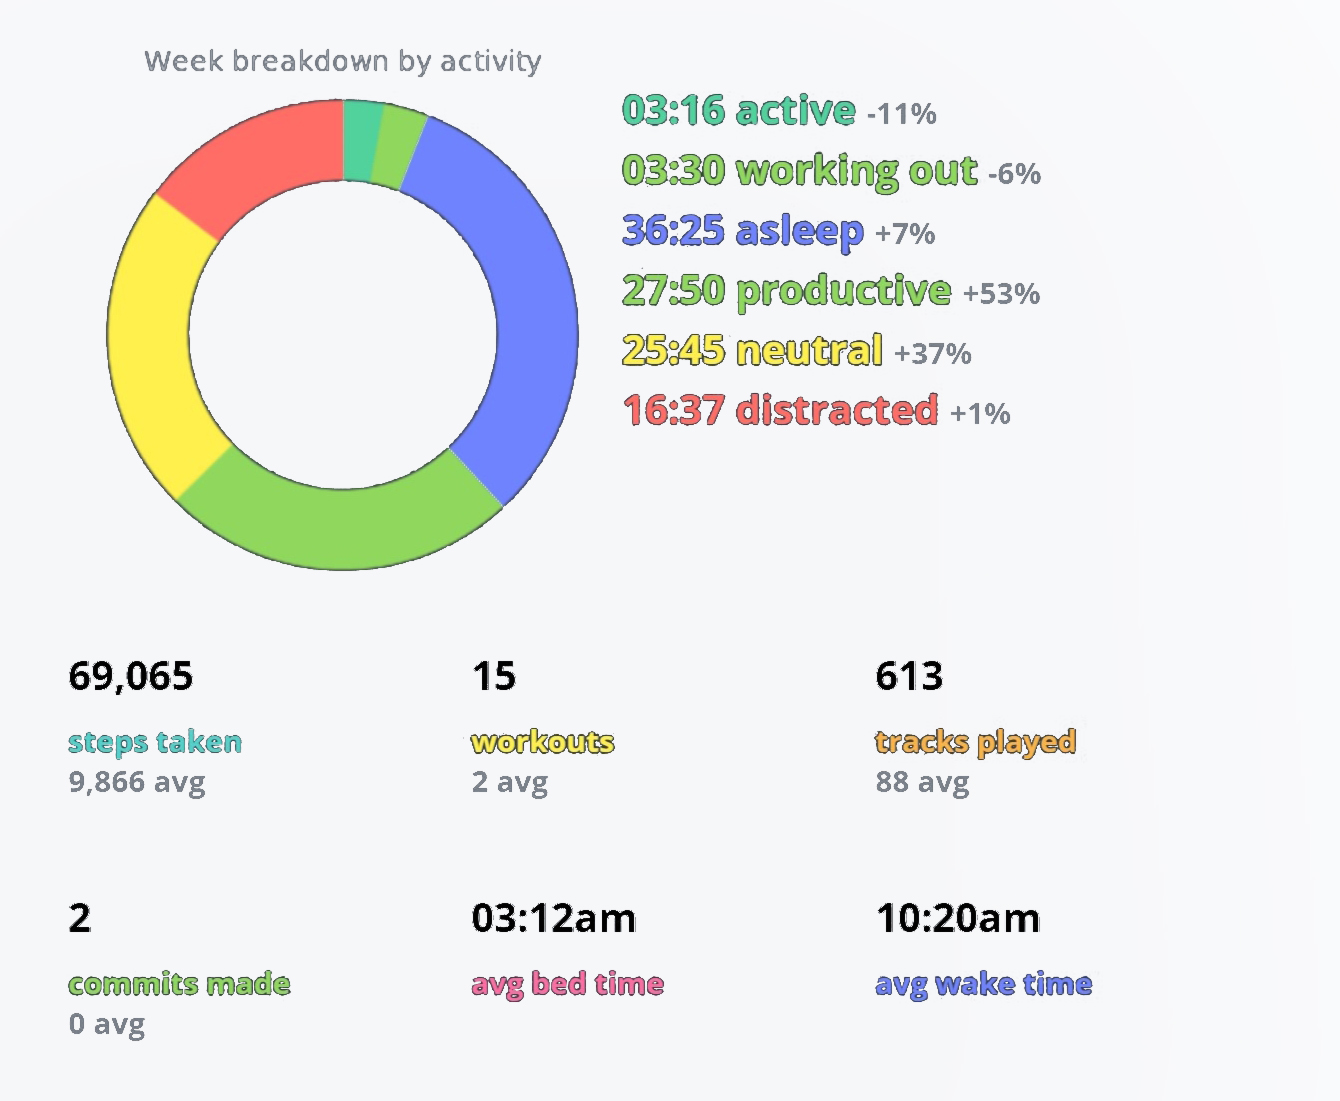 Week breakdown by activity
03:16 active -11%
03:30 working out -6%
36:25 asleep +7%
27:50 productive +53%
25:45 neutral +37%
16:37 distracted +1%
69,065
steps taken
9,866 avg
15
workouts
2 avg
613
tracks played
88 avg
2
commits made
0 avg
03:12am
avg bed time
10:20am
avg wake time